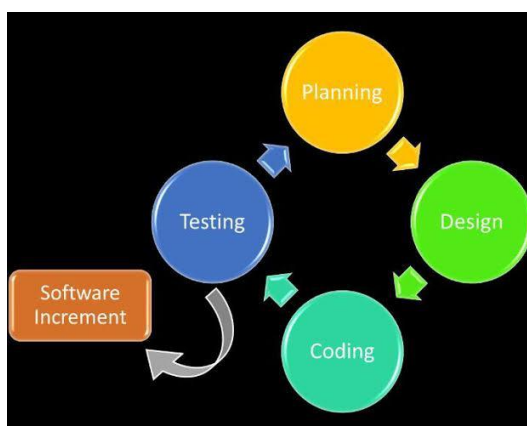 Planning
Testing
Design
Software
Increment
Coding